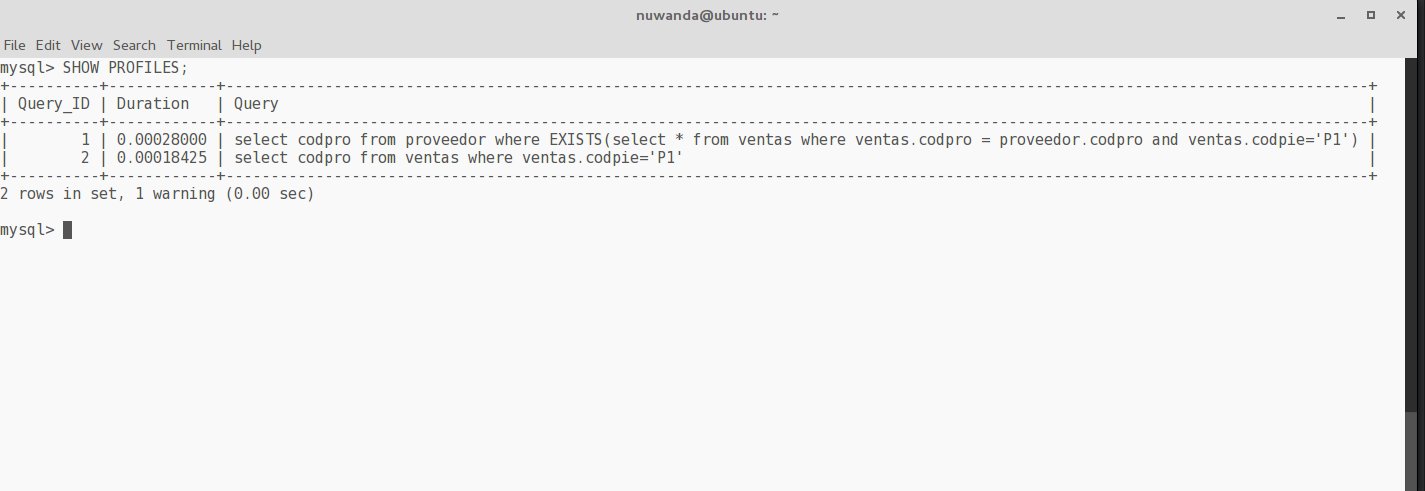 nuwanda@ubuntu: ~
File Edit View Search Terminal Help
mysql> SHOW PROFILES;
+----------+------------+-------------------------------------------------------------------------------------------------------------------------------+
| Query_ID | Duration   | Query                                                                                                                         |
+----------+------------+-------------------------------------------------------------------------------------------------------------------------------+
|        1 | 0.00028000 | select codpro from proveedor where EXISTS(select * from ventas where ventas.codpro = proveedor.codpro and ventas.codpie='P1') |
|        2 | 0.00018425 | select codpro from ventas where ventas.codpie='P1'                                                                            |
+----------+------------+-------------------------------------------------------------------------------------------------------------------------------+
2 rows in set, 1 warning (0.00 sec)
mysql>